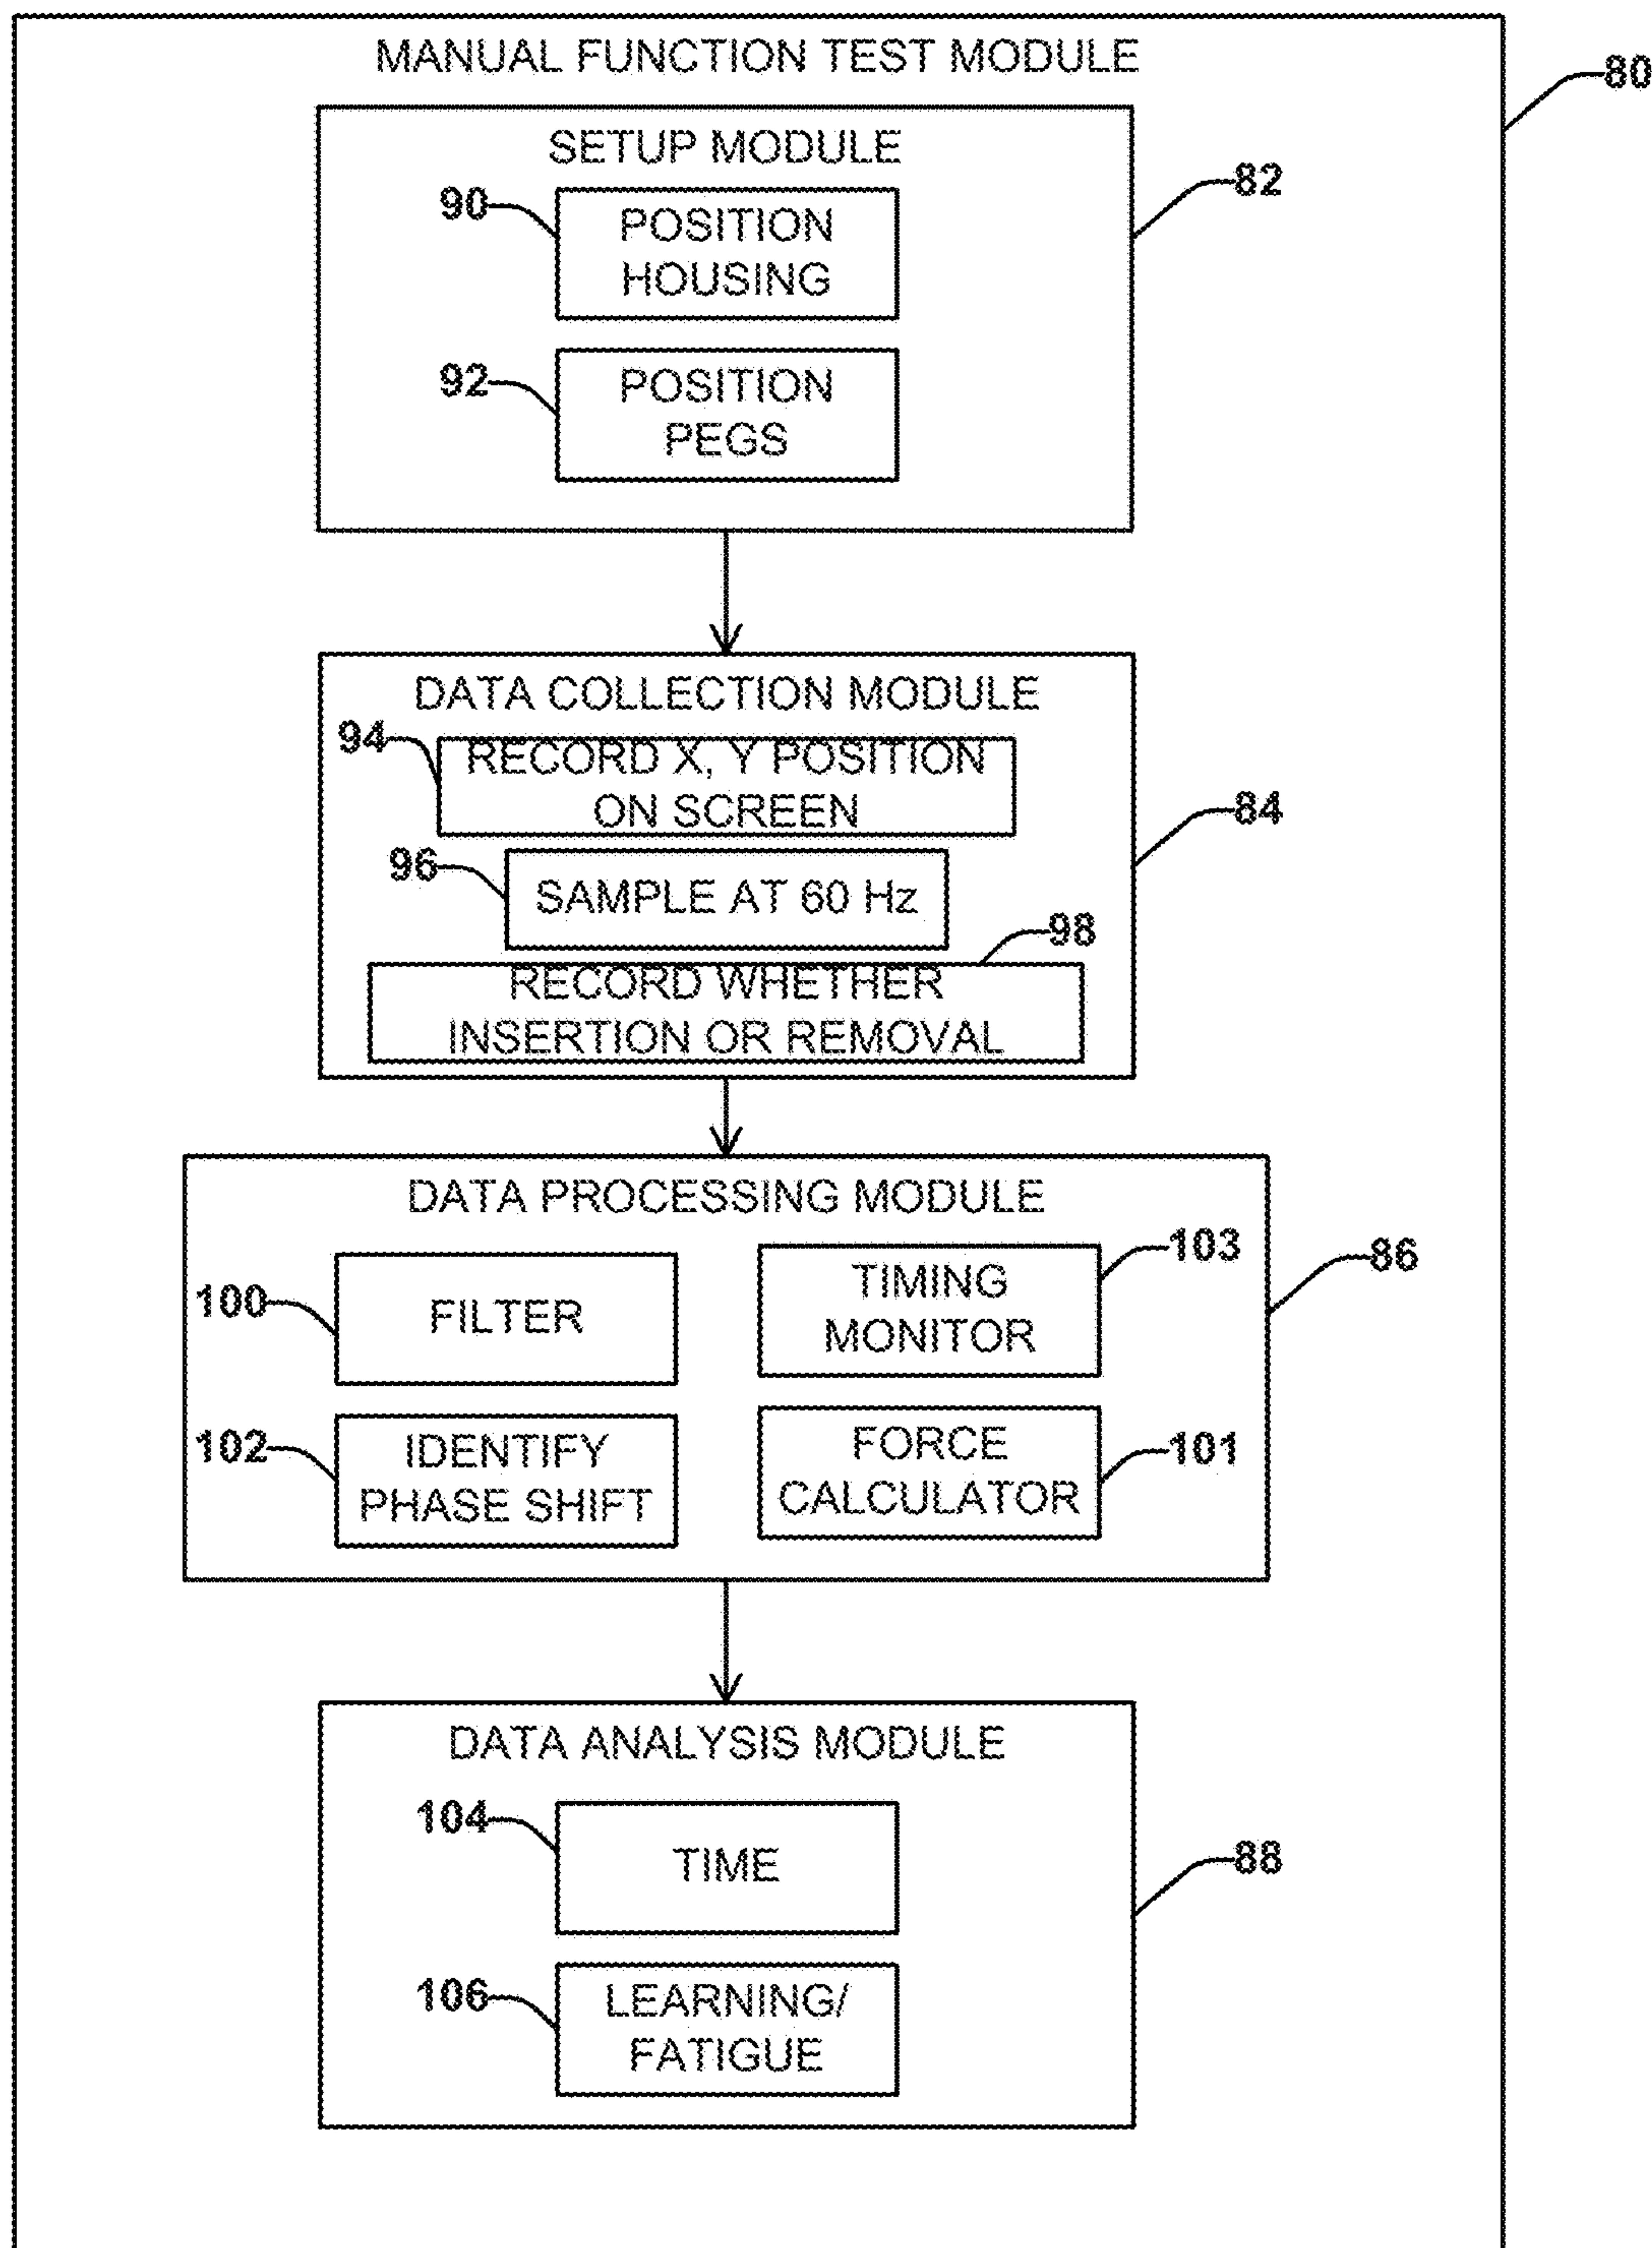 MANUAL FUNCTION TEST MODULE
80
SETUP MODULE
82
90
POSITION
HOUSING
92
POSITION
PEGS
DATA COLLECTION MODULE
94
RECORD X, Y POSITION
ON SCREEN
84
96
SAMPLE AT 60 Hz
98
RECORD WHETHER
INSERTION OR REMOVAL
DATA PROCESSING MODULE
86
100
FILTER
103
TIMING
MONITOR
102
IDENTIFY
PHASE SHIFT
101
FORCE
CALCULATOR
DATA ANALYSIS MODULE
104
TIME
88
106
LEARNING/
FATIGUE